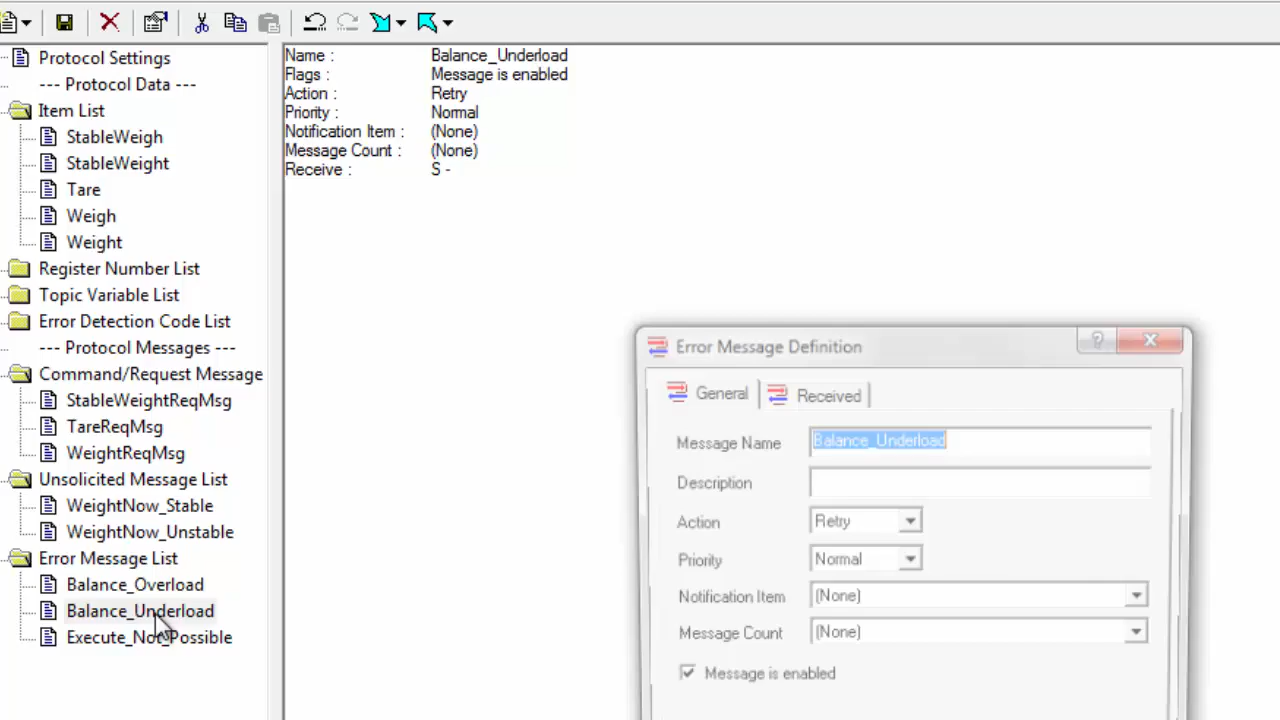 Protocol Settings
--- Protocol Data ---
Item List
StableWeigh
StableWeight
Tare
Weigh
Weight
Register Number List
Topic Variable List
Error Detection Code List
--- Protocol Messages ---
Command/Request Message
StableWeightReqMsg
TareReqMsg
WeightReqMsg
Unsolicited Message List
WeightNow_Stable
WeightNow_Unstable
Error Message List
Balance_Overload
Balance_Underload
Execute_Not_Possible
Name : Balance_Underload
Flags : Message is enabled
Action : Retry
Priority : Normal
Notification Item : (None)
Message Count : (None)
Receive : S -
Error Message Definition
General Received
Message Name Balance_Underload
Description
Action Retry
Priority Normal
Notification Item (None)
Message Count (None)
Message is enabled